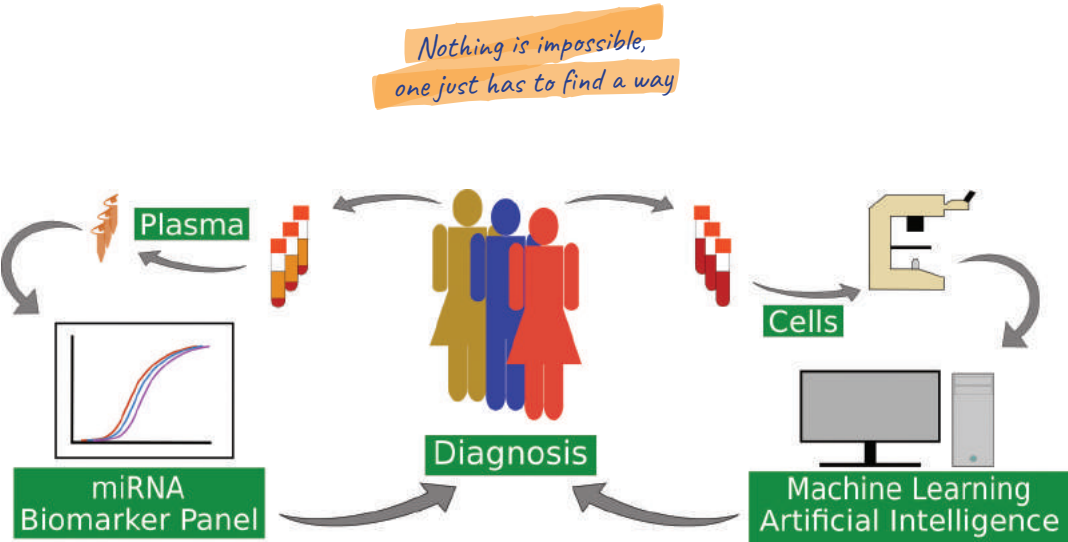 Nothing is impossible,
one just has to find a way
Plasma
Cells
Diagnosis
miRNA
Biomarker Panel
Machine Learning
Artificial Intelligence